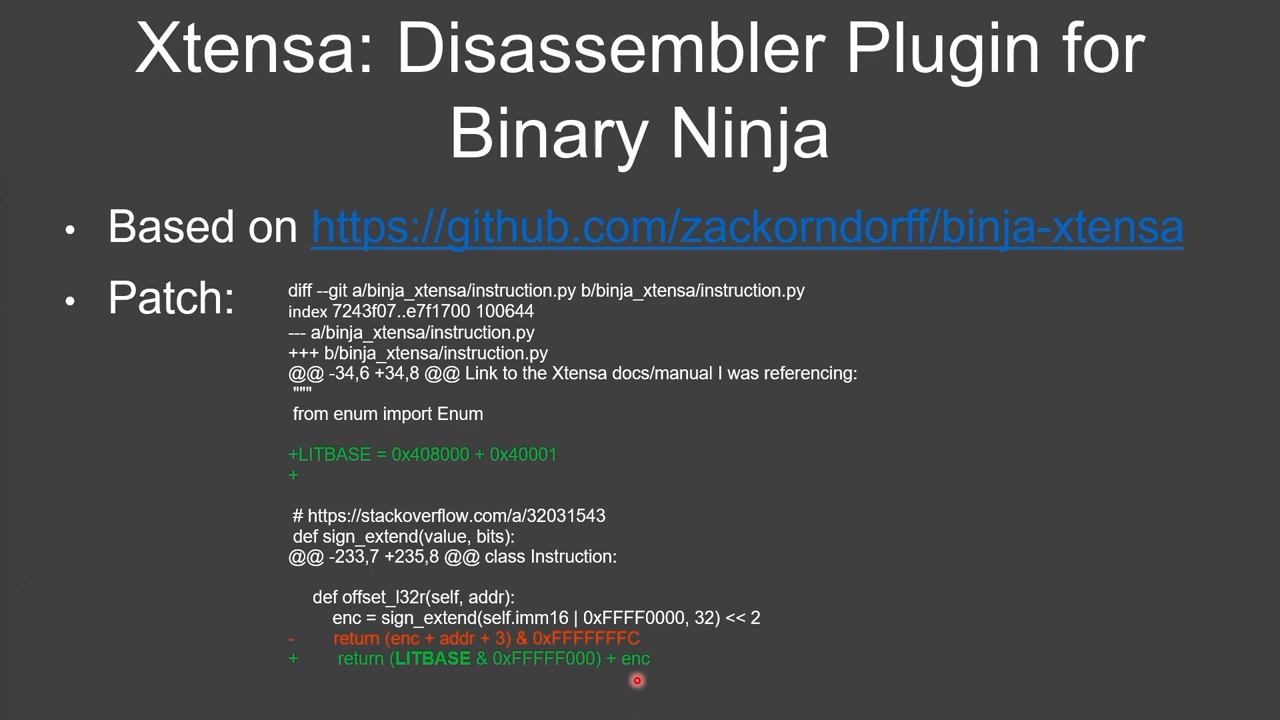 Xtensa: Disassembler Plugin for
Binary Ninja
• Based on https://github.com/zackorndorff/binja-xtensa
• Patch:
diff --git a/binja_xtensa/instruction.py b/binja_xtensa/instruction.py
index 7243f07..e7f1700 100644
--- a/binja_xtensa/instruction.py
+++ b/binja_xtensa/instruction.py
@@ -34,6 +34,8 @@ Link to the Xtensa docs/manual I was referencing:
"""
from enum import Enum
+LITBASE = 0x408000 + 0x40001
+
# https://stackoverflow.com/a/32031543
def sign_extend(value, bits):
@@ -233,7 +235,8 @@ class Instruction:
def offset_l32r(self, addr):
enc = sign_extend(self.imm16 | 0xFFFF0000, 32) << 2
- return (enc + addr + 3) & 0xFFFFFFFC
+ return (LITBASE & 0xFFFFF000) + enc